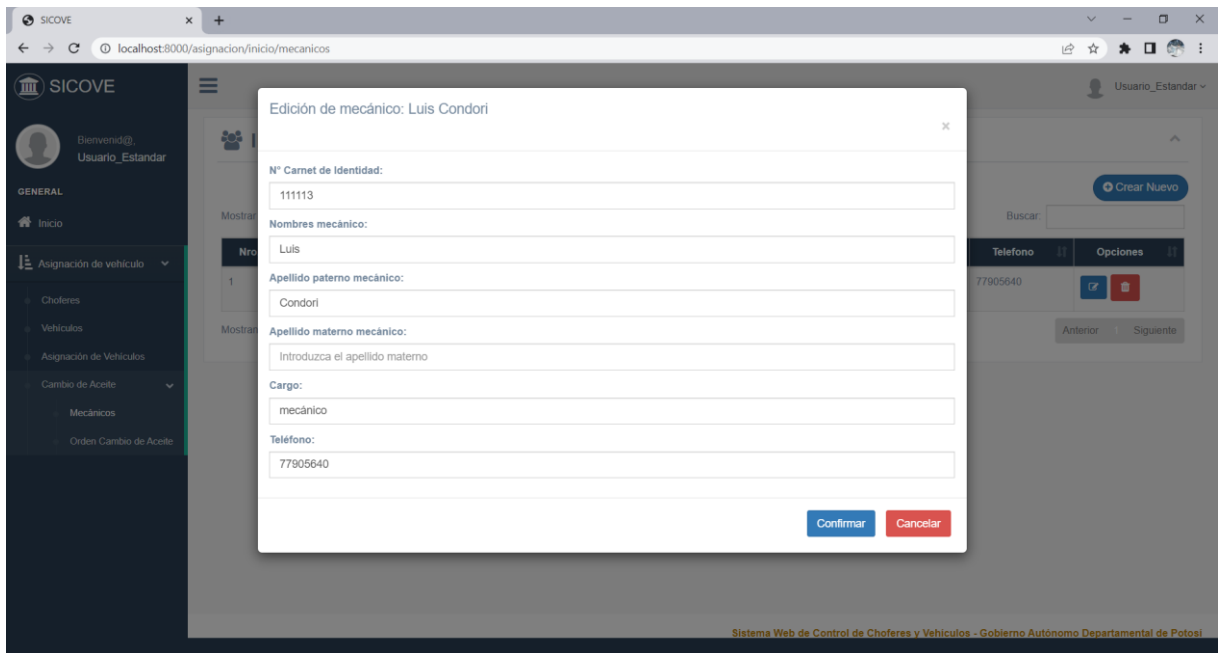 SICOVE
localhost:8000/asignacion/inicio/mecanicos
SICOVE
Usuario_Estandar
Bienvenid@,
Usuario_Estandar
GENERAL
Inicio
Asignación de vehículo
Choferes
Vehículos
Asignación de Vehículos
Cambio de Aceite
Mecánicos
Orden Cambio de Aceite
Crear Nuevo
Mostrar
Buscar:
Nro
Telefono
Opciones
1
77905640
Anterior
1
Siguiente
Edición de mecánico: Luis Condori
×
N° Carnet de Identidad:
111113
Nombres mecánico:
Luis
Apellido paterno mecánico:
Condori
Apellido materno mecánico:
Introduzca el apellido materno
Cargo:
mecánico
Teléfono:
77905640
Confirmar
Cancelar
Sistema Web de Control de Choferes y Vehículos - Gobierno Autónomo Departamental de Potosí